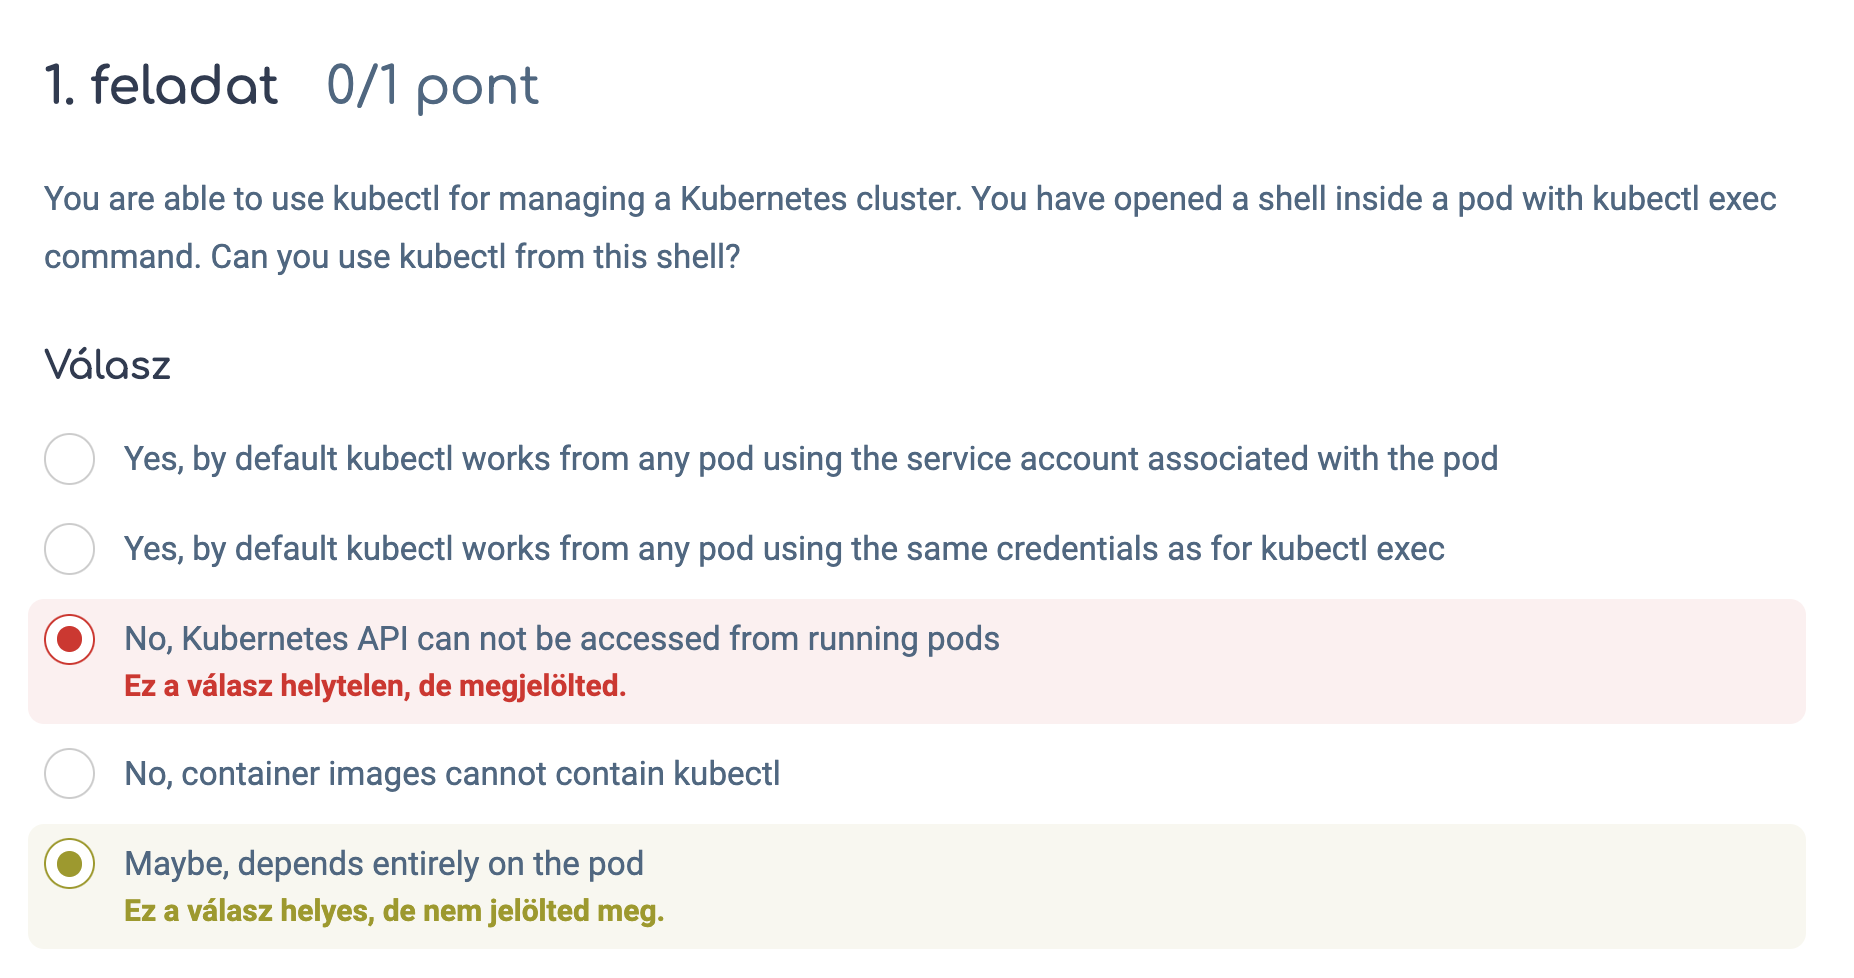 1. feladat 0/1 pont
You are able to use kubectl for managing a Kubernetes cluster. You have opened a shell inside a pod with kubectl exec
command. Can you use kubectl from this shell?
Válasz
Yes, by default kubectl works from any pod using the service account associated with the pod
Yes, by default kubectl works from any pod using the same credentials as for kubectl exec
No, Kubernetes API can not be accessed from running pods
Ez a válasz helytelen, de megjelölted.
No, container images cannot contain kubectl
Maybe, depends entirely on the pod
Ez a válasz helyes, de nem jelölted meg.